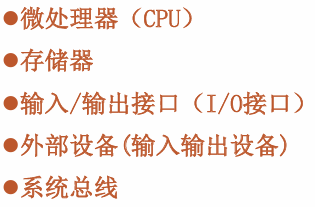 ●微处理器（CPU）
●存储器
●输入/输出接口（I/O接口）
●外部设备(输入输出设备)
●系统总线